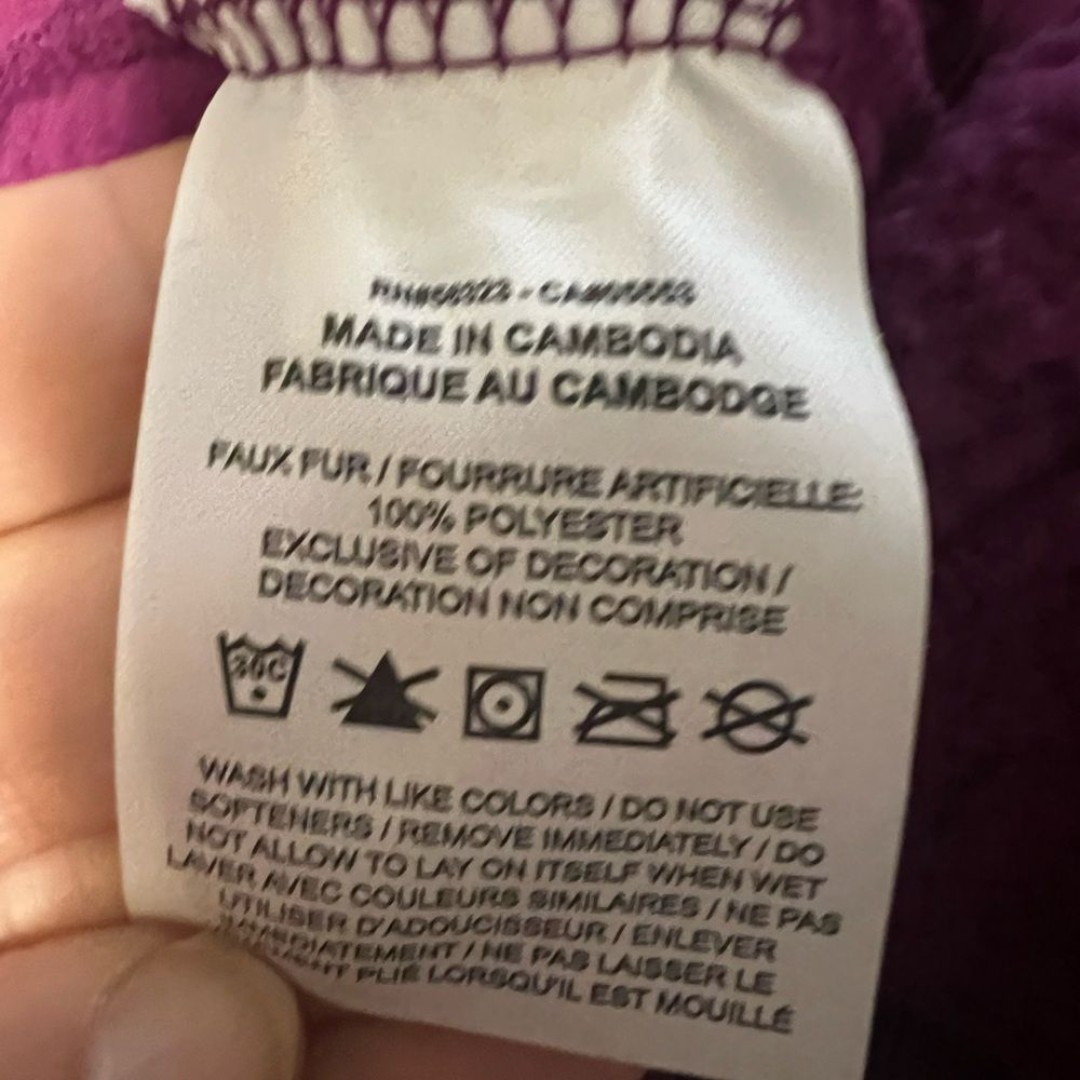 MADE IN CAMBODIA
FABRIQUE AU CAMBODGE
FAUX FUR / FOURRURE ARTIFICIELLE:
100% POLYESTER
EXCLUSIVE OF DECORATION /
DECORATION NON COMPRISE
30C
WASH WITH LIKE COLORS / DO NOT USE
SOFTENERS / REMOVE IMMEDIATELY / DO
NOT ALLOW TO LAY ON ITSELF WHEN WET
LAVER AVEC COULEURS SIMILAIRES / NE PAS
UTILISER D'ADOUCISSEUR / ENLEVER
IMMEDIATEMENT / NE PAS LAISSER LE
PLIÉ LORSQU'IL EST MOUILLÉ